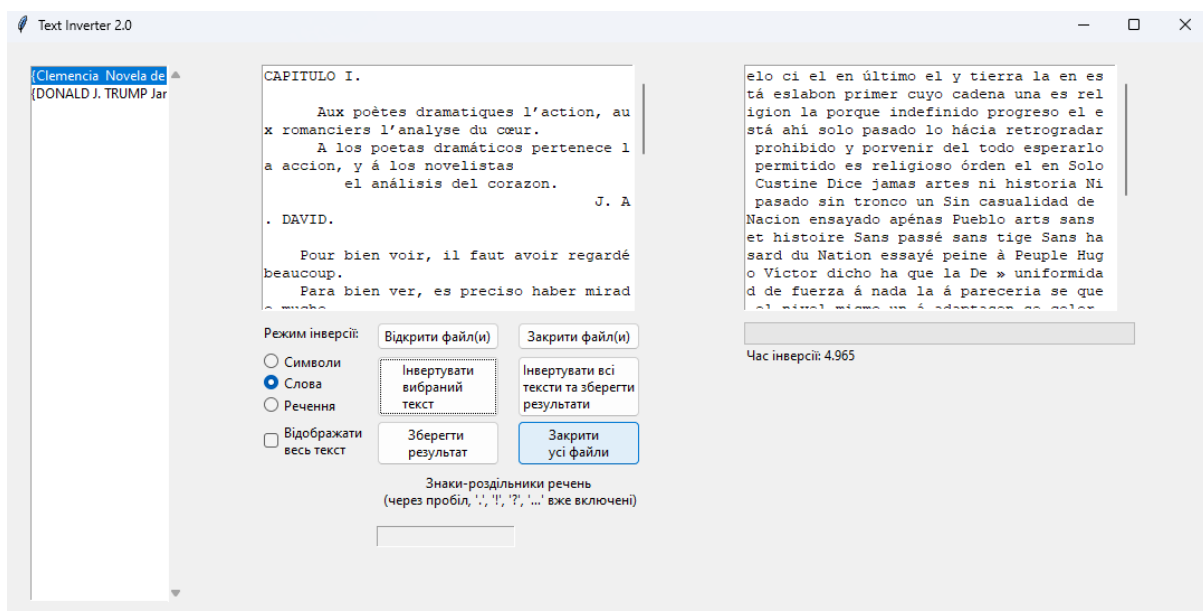 Text Inverter 2.0
{Clemencia  Novela de
{DONALD J. TRUMP Jar
CAPITULO I.
Aux poètes dramatiques l’action, au
x romanciers l’analyse du cœur.
A los poetas dramáticos pertenece l
a accion, y á los novelistas
el análisis del corazon.
J. A
. DAVID.
Pour bien voir, il faut avoir regardé
beaucoup.
Para bien ver, es preciso haber mirad
o mucho
elo ci el en último el y tierra la en es
tá eslabon primer cuyo cadena una es rel
igion la porque indefinido progreso el e
stá ahí solo pasado lo hácia retrogradar
prohibido y porvenir del todo esperarlo
permitido es religioso órden el en Solo
Custine Dice jamas artes ni historia Ni
pasado sin tronco un Sin casualidad de
Nacion ensayado apénas Pueblo arts sans
et histoire Sans passé sans tige Sans ha
sard du Nation essayé peine à Peuple Hug
o Víctor dicho ha que la De » uniformida
d de fuerza á nada la á pareceria se que
el nivel mismo un á adaptasen se color
Режим інверсії:
Символи
Слова
Речення
Відображати
весь текст
Відкрити файл(и)
Закрити файл(и)
Інвертувати
вибраний
текст
Інвертувати всі
тексти та зберегти
результати
Зберегти
результат
Закрити
усі файли
Знаки-роздільники речень
(через пробіл, '.', '!', '?', '...' вже включені)
Час інверсії: 4.965